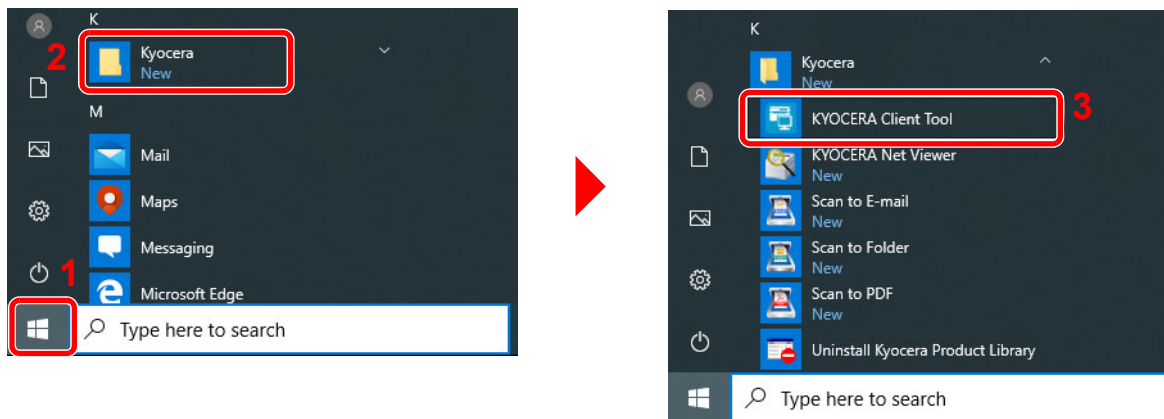 K
2
Kyocera
New
M
Mail
Maps
Messaging
1
Microsoft Edge
Type here to search
K
Kyocera
New
KYOCERA Client Tool
3
KYOCERA Net Viewer
New
Scan to E-mail
New
Scan to Folder
New
Scan to PDF
New
Uninstall Kyocera Product Library
Type here to search